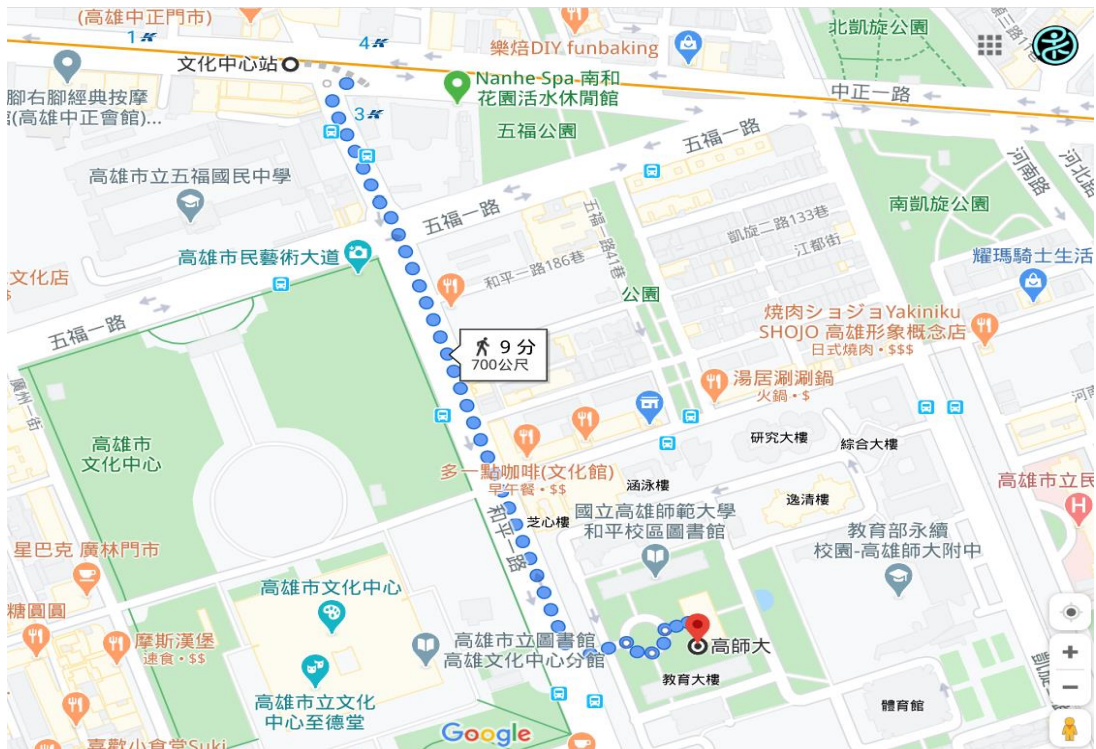 (高雄中正門市)
1
4
3
文化中心站
腳右腳經典按摩
(高雄中正會館)...
樂焙DIY funbaking
Nanhe Spa 南和
花園活水休閒館
五福公園
北凱旋公園
中正一路
高雄市立五福國民中學
五福一路
五福一路
五福一路
高雄市民藝術大道
文化店
和平一路186巷
五福一路41巷
公園
凱旋二路133巷
江都街
河南路
河北路
南凱旋公園
耀瑪騎士生活
燒肉ショジョYakiniku
SHOJO 高雄形象概念店
日式燒肉・$$$
9 分
700公尺
湯居涮涮鍋
火鍋・$
廣州一街
高雄市
文化中心
多一點咖啡(文化館)
早午餐・$$
涵泳樓
研究大樓
綜合大樓
逸清樓
芝心樓
國立高雄師範大學
和平校區圖書館
高雄市立民
教育部永續
校園-高雄師大附中
和平一路
星巴克 廣林門市
糖圓圓
摩斯漢堡
速食・$$
高雄市文化中心
高雄市立圖書館
高雄文化中心分館
高師大
教育大樓
體育館
高雄市立文化
中心至德堂
Google
喜歡小食堂Suki